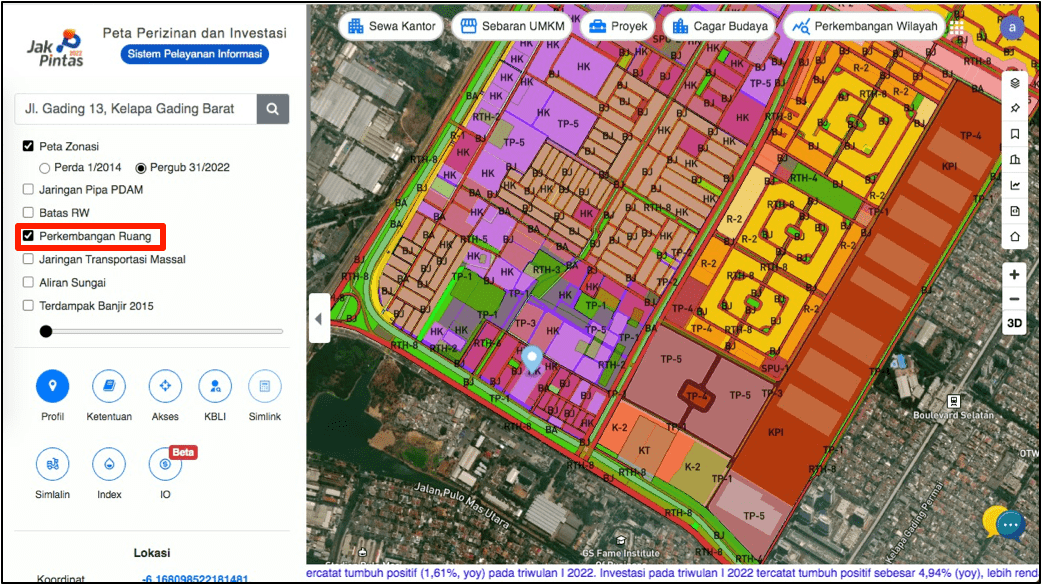 Jak
Pintas
2022
Peta Perizinan dan Investasi
Sistem Pelayanan Informasi
Jl. Gading 13, Kelapa Gading Barat
Peta Zonasi
Perda 1/2014
Pergub 31/2022
Jaringan Pipa PDAM
Batas RW
Perkembangan Ruang
Jaringan Transportasi Massal
Aliran Sungai
Terdampak Banjir 2015
Profil
Ketentuan
Akses
KBLI
Simlink
Beta
Simlalin
Index
IO
Lokasi
Koordinat
-6.168098522181481
Sewa Kantor
Sebaran UMKM
Proyek
Cagar Budaya
Perkembangan Wilayah
a
3D
HK
TP-5
BJ
R-2
RTH-8
BA
TP-4
KPI
RTH-2
R-1
RTH-4
TP-1
RTH-5
RTH-3
TP-2
TP-3
RTH-6
SPU-1
K-2
KT
Boulevard Selatan
OTW
Jalan Pulo Mas Utara
GS Fame Institute
Kelapa Gading Permai
ercatat tumbuh positif (1,61%, yoy) pada triwulan I 2022. Investasi pada triwulan I 2022 tercatat tumbuh positif sebesar 4,94% (yoy), lebih rend